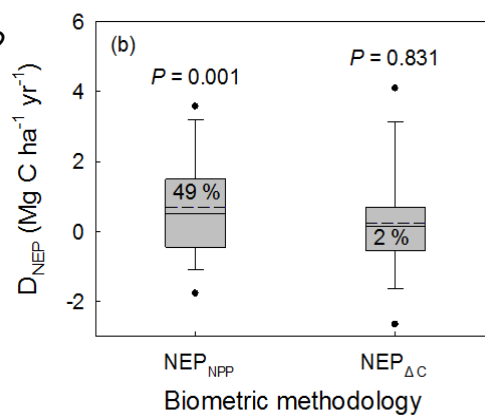 (b)
P = 0.001
P = 0.831
49 %
2 %
6
4
2
0
-2
D_NEP (Mg C ha⁻¹ yr⁻¹)
NEP_NPP
NEP_ΔC
Biometric methodology